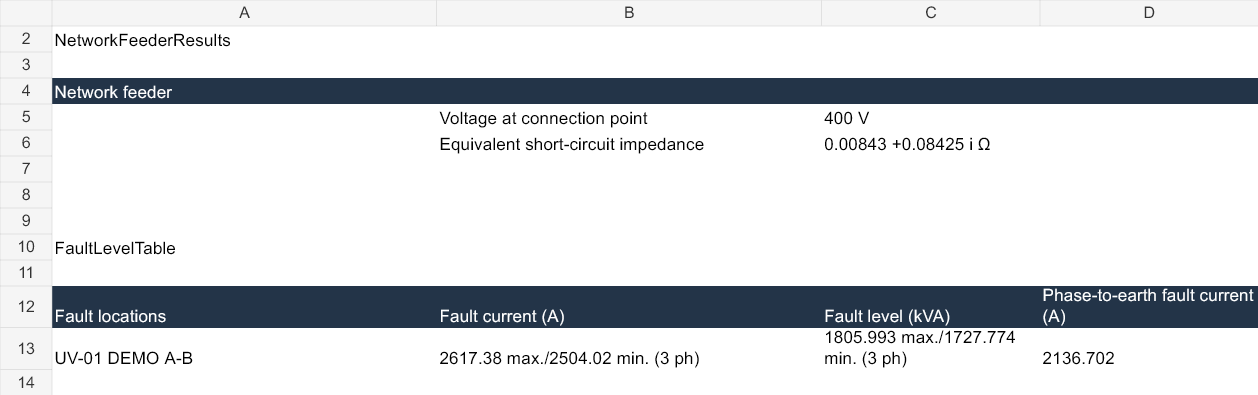 A B C D
2 NetworkFeederResults
3
4 Network feeder
5 Voltage at connection point 400 V
6 Equivalent short-circuit impedance 0.00843 +0.08425 i Ω
7
8
9
10 FaultLevelTable
11
12 Fault locations Fault current (A) Fault level (kVA) Phase-to-earth fault current
(A)
13 UV-01 DEMO A-B 2617.38 max./2504.02 min. (3 ph) 1805.993 max./1727.774
min. (3 ph) 2136.702
14